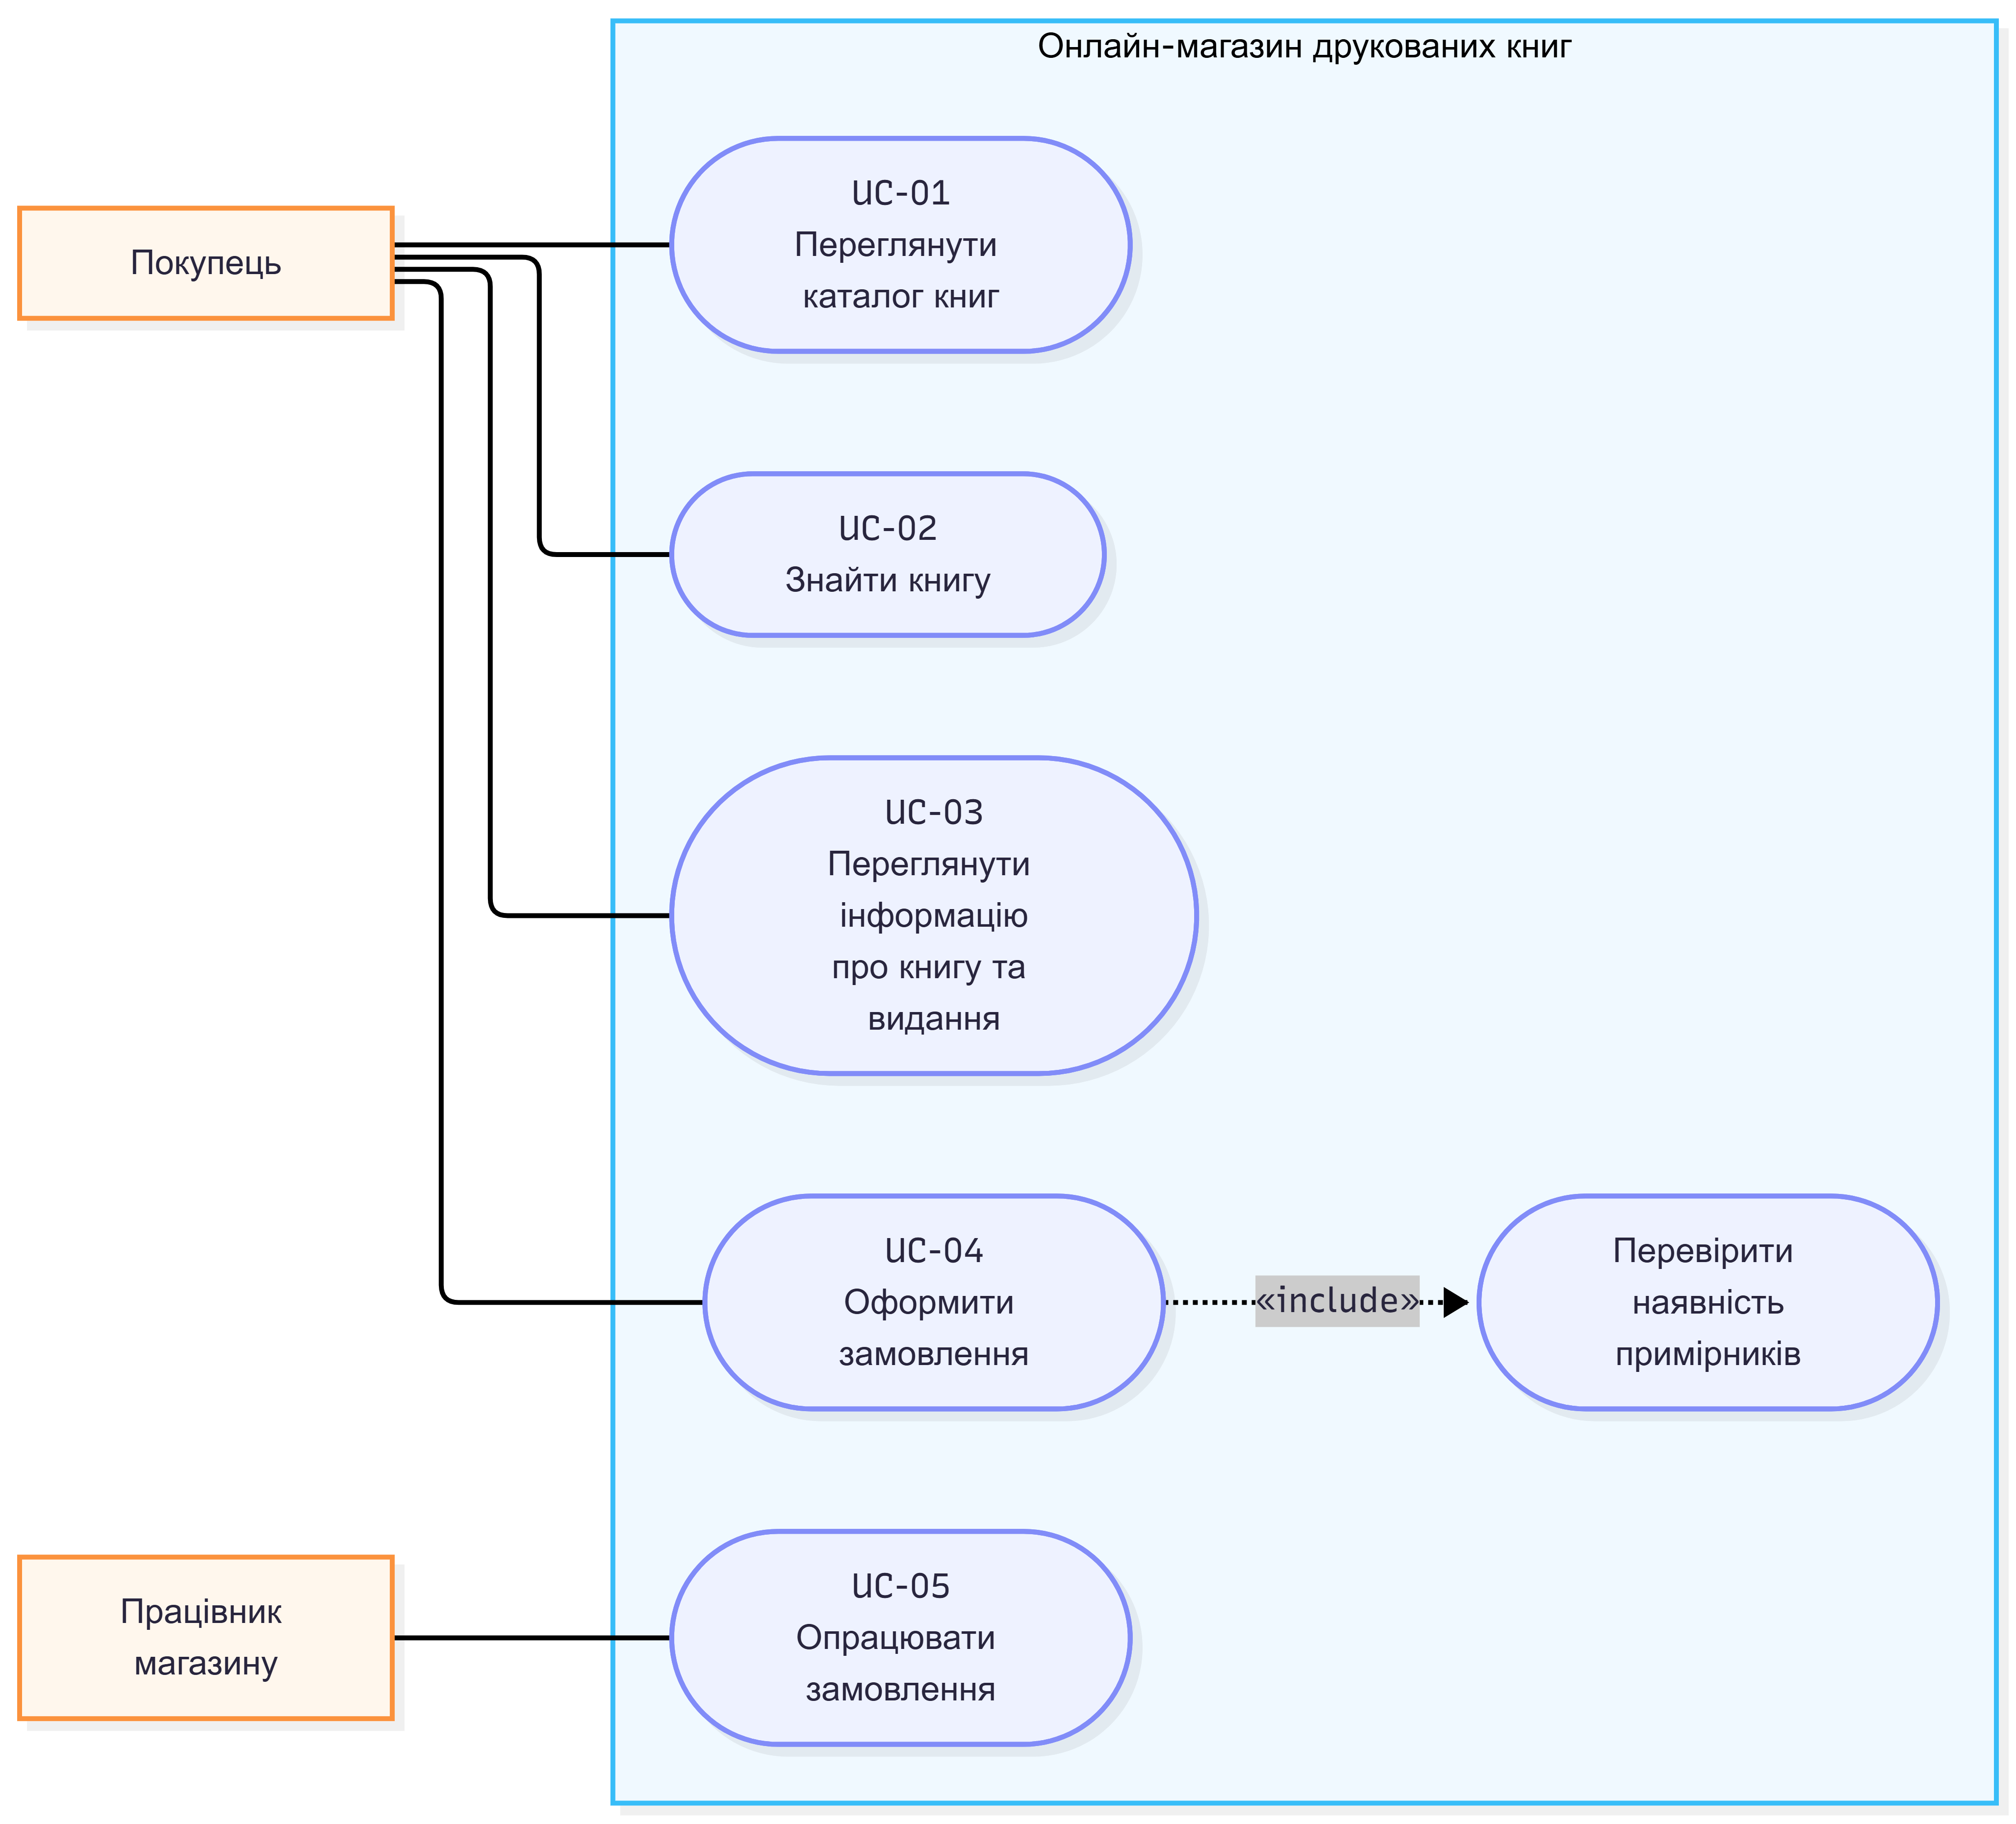 Онлайн-магазин друкованих книг
Покупець
UC-01
Переглянути
каталог книг
UC-02
Знайти книгу
UC-03
Переглянути
інформацію
про книгу та
видання
UC-04
Оформити
замовлення
«include»
Перевірити
наявність
примірників
Працівник
магазину
UC-05
Опрацювати
замовлення